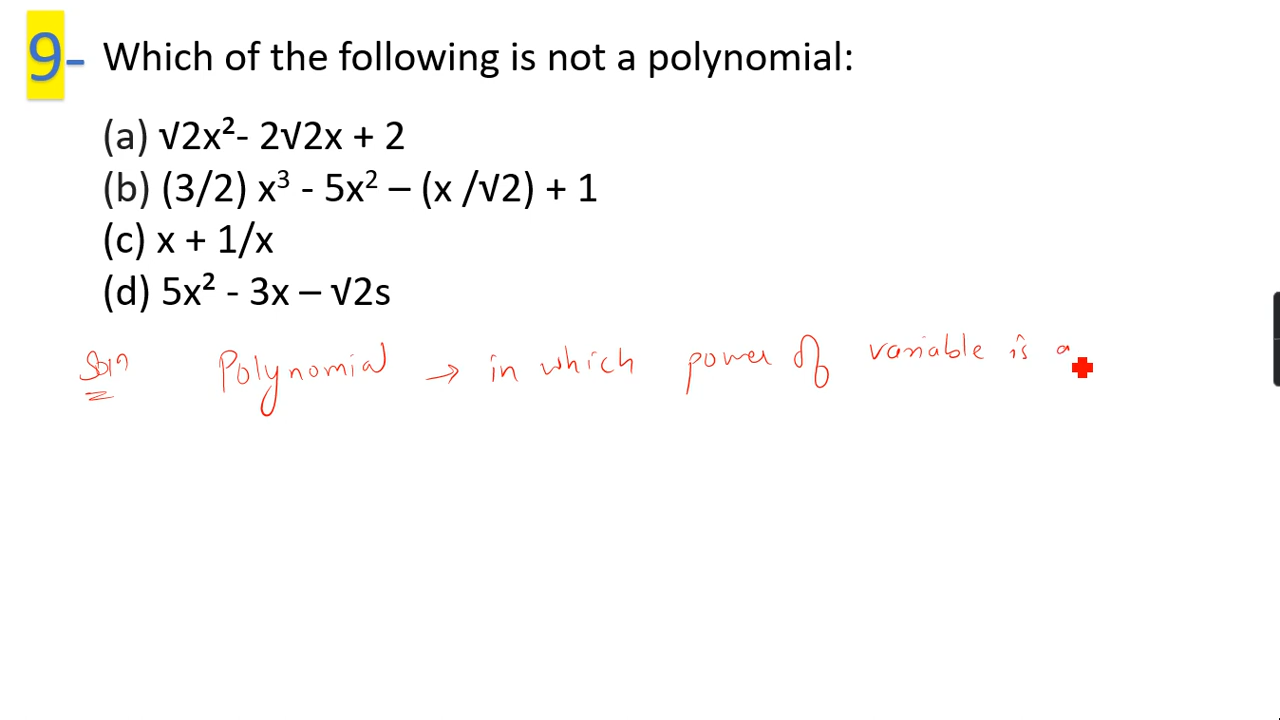 9- Which of the following is not a polynomial:
(a) √2x²- 2√2x + 2
(b) (3/2) x³ - 5x² – (x /√2) + 1
(c) x + 1/x
(d) 5x² - 3x – √2s
Soln Polynomial → in which power of variable is a